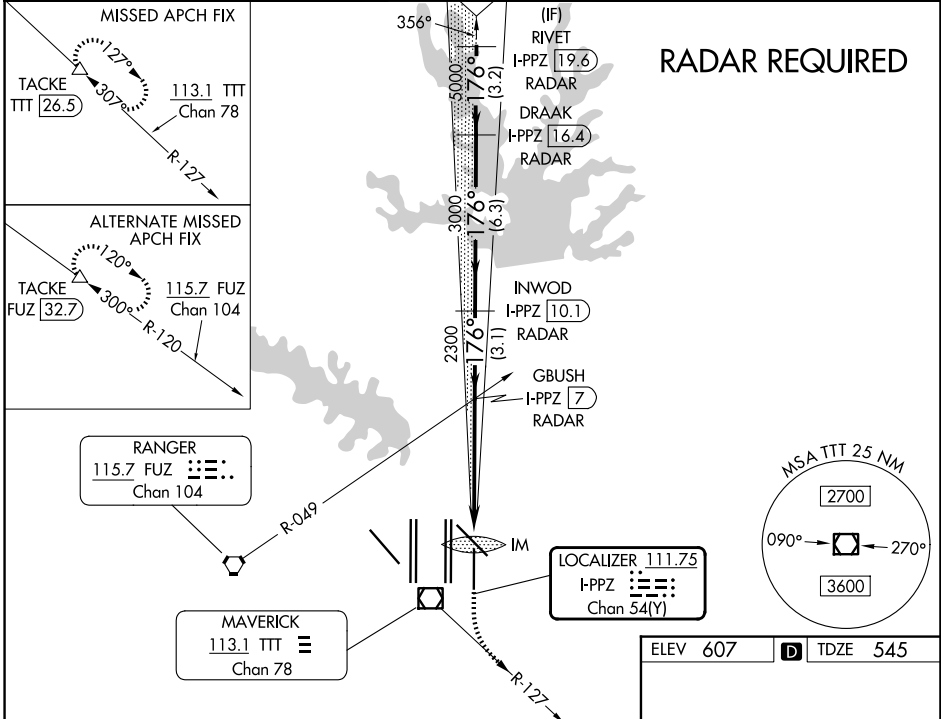 MISSED APCH FIX
127°
307°
TACKE
TTT 26.5
113.1 TTT
Chan 78
R-127
ALTERNATE MISSED
APCH FIX
120°
300°
TACKE
FUZ 32.7
115.7 FUZ
Chan 104
R-120
RADAR REQUIRED
356°
(IF)
RIVET
I-PPZ 19.6
RADAR
5000
176°
(3.2)
DRAAK
I-PPZ 16.4
RADAR
3000
176°
(6.3)
INWOD
I-PPZ 10.1
RADAR
2300
176°
(3.1)
GBUSH
I-PPZ 7
RADAR
RANGER
115.7 FUZ
Chan 104
R-049
IM
LOCALIZER 111.75
I-PPZ
Chan 54(Y)
MAVERICK
113.1 TTT
Chan 78
R-127
MSA TTT 25 NM
2700
090°
270°
3600
ELEV 607 D TDZE 545